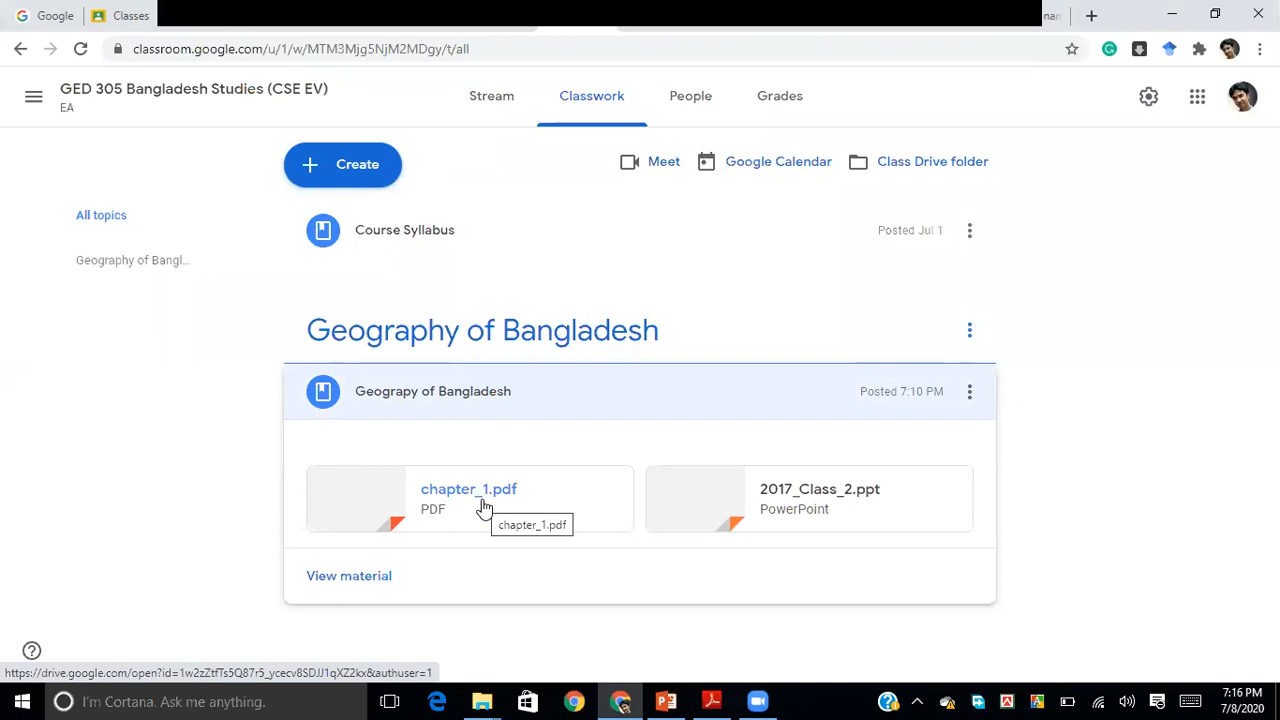 Google
Classes
nam
classroom.google.com/u/1/w/MTM3Mjg5NjM2MDgy/t/all
GED 305 Bangladesh Studies (CSE EV)
EA
Stream
Classwork
People
Grades
Create
Meet
Google Calendar
Class Drive folder
All topics
Geography of Bangl...
Course Syllabus
Posted Jul 1
Geography of Bangladesh
Geograpy of Bangladesh
Posted 7:10 PM
chapter_1.pdf
PDF
chapter_1.pdf
2017_Class_2.ppt
PowerPoint
View material
https://drive.google.com/open?id=1w2zZtfTs5Q87r5_ycecv8SDJJ1qXZ2kx&authuser=1
I'm Cortana. Ask me anything.
7:16 PM
7/8/2020